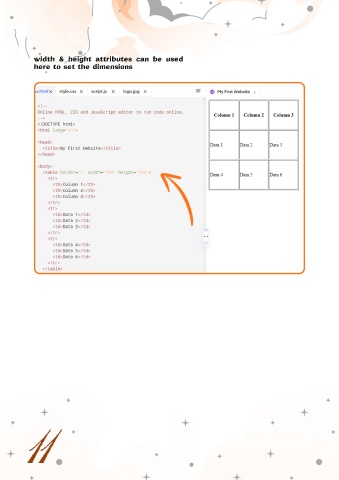 width & height attributes can be used
here to set the dimensions
style.css X script.js X logo.jpg X
My First Website
<!--
Online HTML, CSS and JavaScript editor to run code online.
-->
<!DOCTYPE html>
<html lang="en">
<head>
<title>My First Website</title>
</head>
<body>
<table border= width= height=
<tr>
<th>Column 1</th>
<th>Column 2</th>
<th>Column 3</th>
</tr>
<tr>
<td>Data 1</td>
<td>Data 2</td>
<td>Data 3</td>
</tr>
<tr>
<td>Data 4</td>
<td>Data 5</td>
<td>Data 6</td>
</tr>
</table>
Column 1 Column 2 Column 3
Data 1 Data 2 Data 3
Data 4 Data 5 Data 6
11